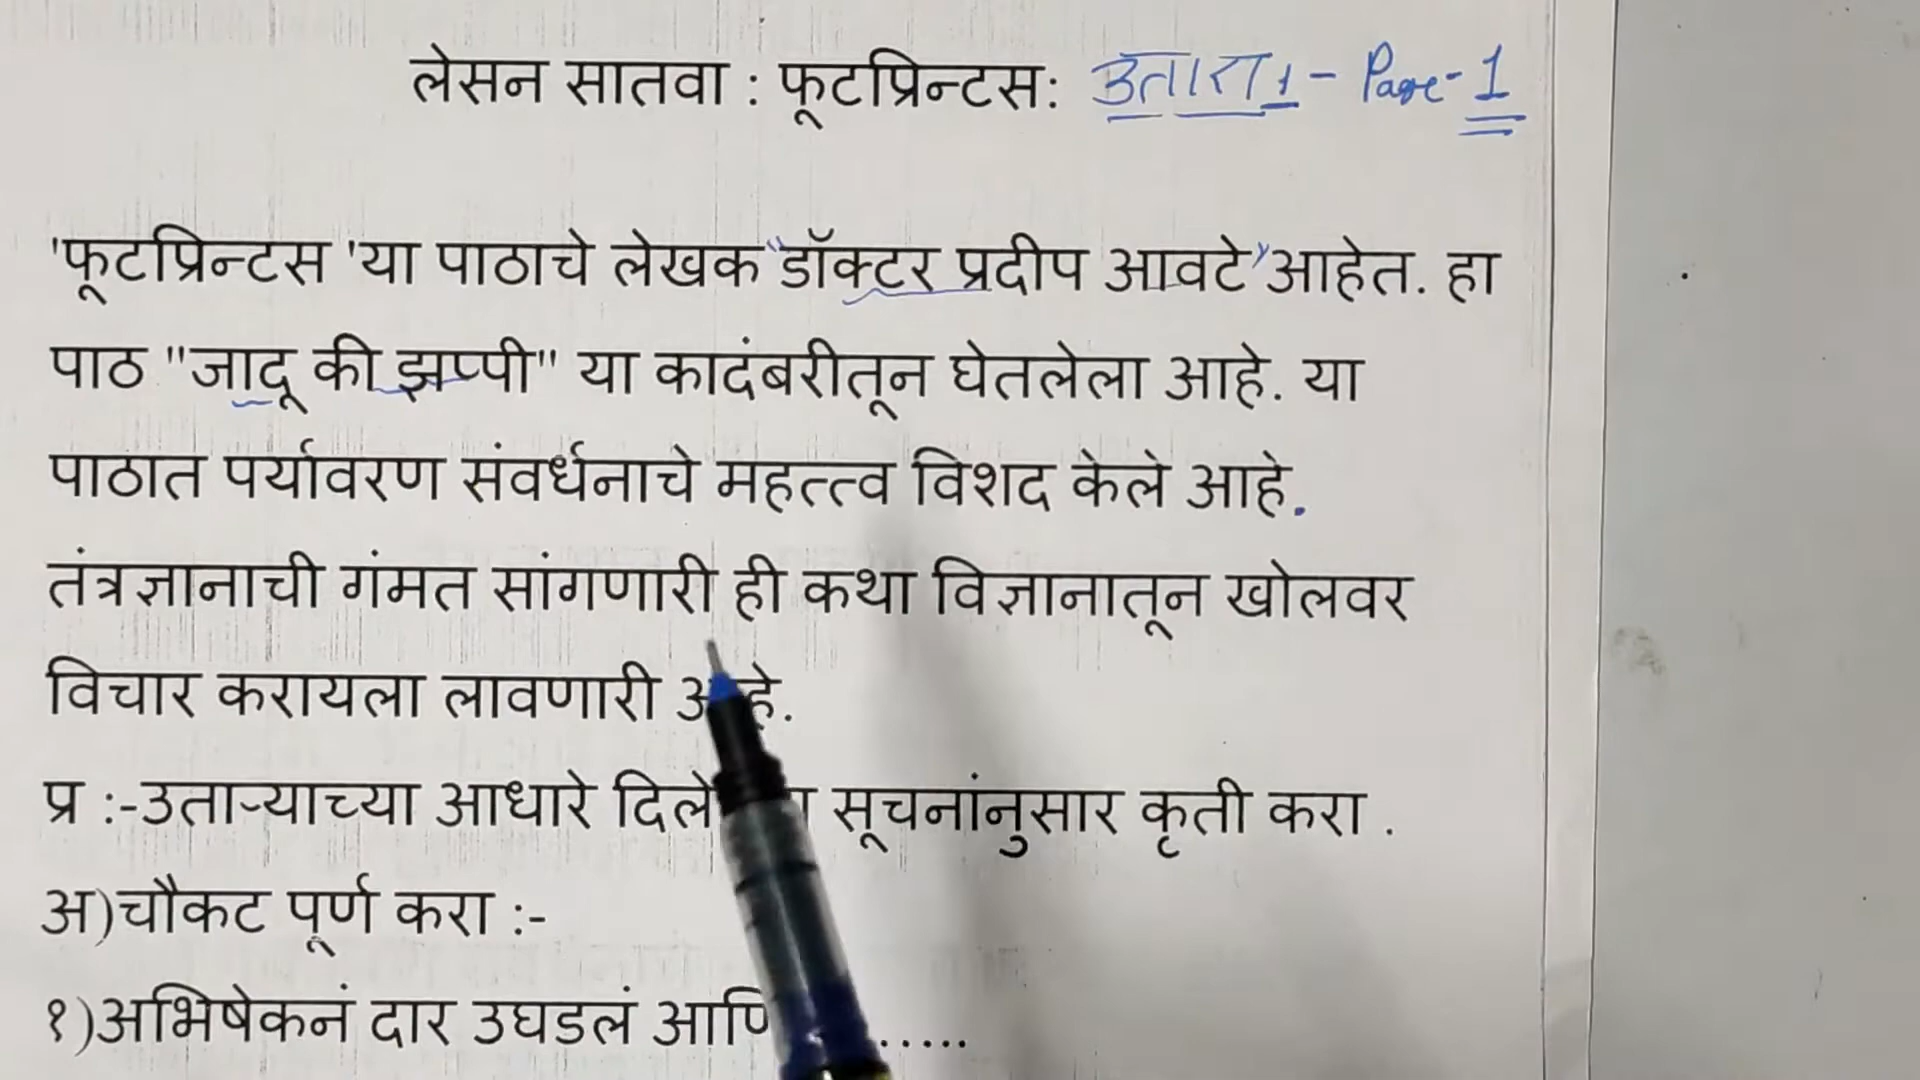 लेसन सातवा : फूटप्रिन्टस: उतारा 1 - Page - 1
'फूटप्रिन्टस 'या पाठाचे लेखक "डॉक्टर प्रदीप आवटे" आहेत. हा
पाठ "जादू की झप्पी" या कादंबरीतून घेतलेला आहे. या
पाठात पर्यावरण संवर्धनाचे महत्त्व विशद केले आहे.
तंत्रज्ञानाची गंमत सांगणारी ही कथा विज्ञानातून खोलवर
विचार करायला लावणारी आहे.
प्र :-उताऱ्याच्या आधारे सूचनांनुसार कृती करा .
अ)चौकट पूर्ण करा :-
१)अभिषेकनं दार उघडलं आणि .....